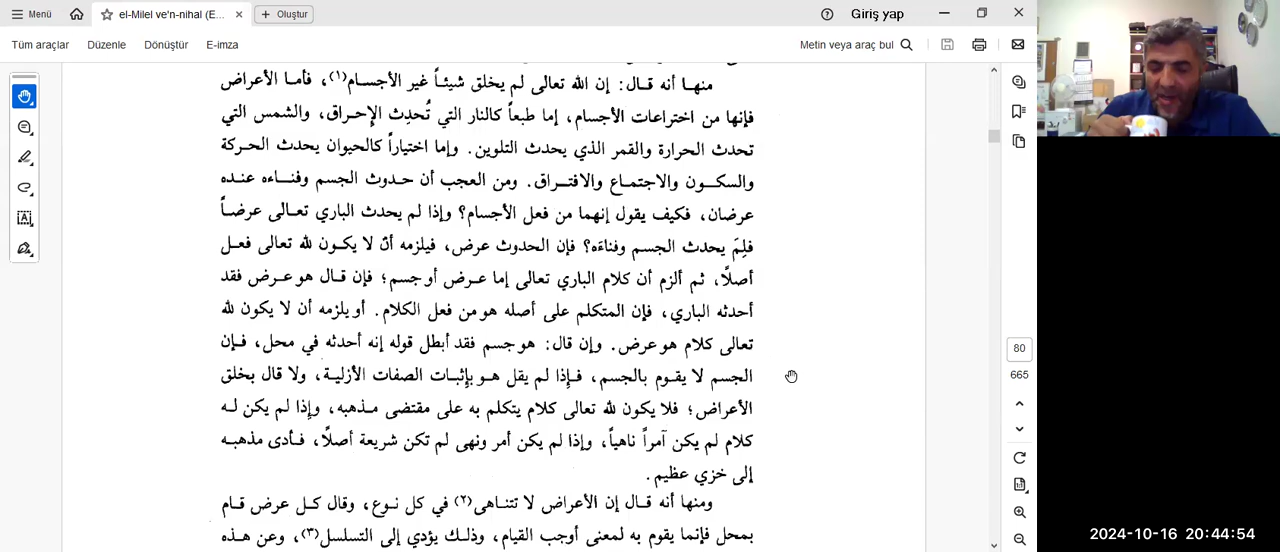 Menü
el-Milel ve'n-nihal (E...
Oluştur
Giriş yap
Tüm araçlar
Düzenle
Dönüştür
E-imza
Metin veya araç bul
منها أنه قال: إن الله تعالى لم يخلق شيئاً غير الأجسام(١)، فأما الأعراض
فإنها من اختراعات الأجسام، إما طبعاً كالنار التي تُحدِث الإحراق، والشمس التي
تحدث الحرارة والقمر الذي يحدث التلوين. وإما اختياراً كالحيوان يحدث الحركة
والسكون والاجتماع والافتراق. ومن العجب أن حدوث الجسم وفناءه عنده
عرضان، فكيف يقول إنهما من فعل الأجسام؟ وإذا لم يحدث الباري تعالى عرضاً
فلِمَ يحدث الجسم وفناءَه؟ فإن الحدوث عرض، فيلزمه أن لا يكون لله تعالى فعل
أصلًا، ثم ألزم أن كلام الباري تعالى إما عرض أو جسم؛ فإن قال هو عرض فقد
أحدثه الباري، فإن المتكلم على أصله هو من فعل الكلام. أو يلزمه أن لا يكون لله
تعالى كلام هو عرض. وإن قال: هو جسم فقد أبطل قوله إنه أحدثه في محل، فإن
الجسم لا يقوم بالجسم، فإذا لم يقل هو بإثبات الصفات الأزلية، ولا قال بخلق
الأعراض؛ فلا يكون لله تعالى كلام يتكلم به على مقتضى مذهبه، وإذا لم يكن له
كلام لم يكن آمراً ناهياً، وإذا لم يكن أمر ونهى لم تكن شريعة أصلًا، فأدى مذهبه
إلى خزي عظيم.
ومنها أنه قال إن الأعراض لا تتناهى(٢) في كل نوع، وقال كل عرض قام
بمحل فإنما يقوم به لمعنى أوجب القيام، وذلك يؤدي إلى التسلسل(٣)، وعن هذه
80
665
2024-10-16 20:44:54